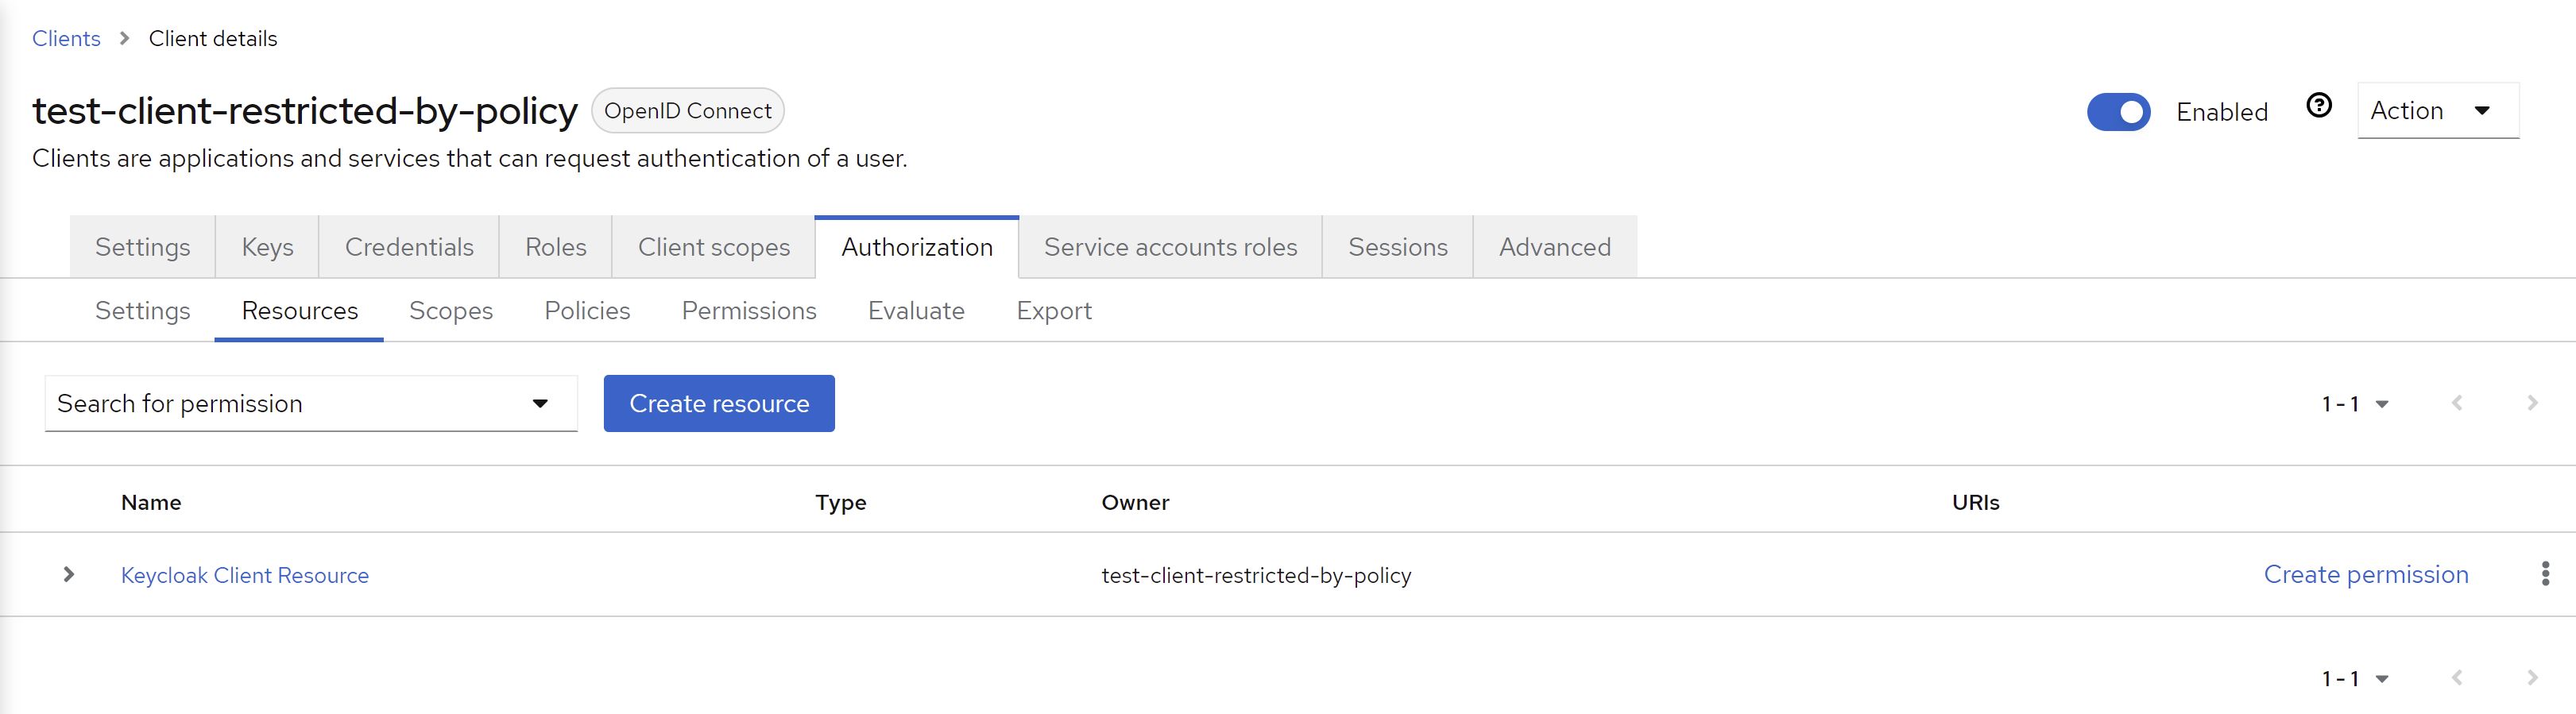 Clients Client details
test-client-restricted-by-policy OpenID Connect Enabled Action
Clients are applications and services that can request authentication of a user.
Settings Keys Credentials Roles Client scopes Authorization Service accounts roles Sessions Advanced
Settings Resources Scopes Policies Permissions Evaluate Export
Search for permission Create resource 1 - 1
Name Type Owner URIs
Keycloak Client Resource test-client-restricted-by-policy Create permission
1 - 1